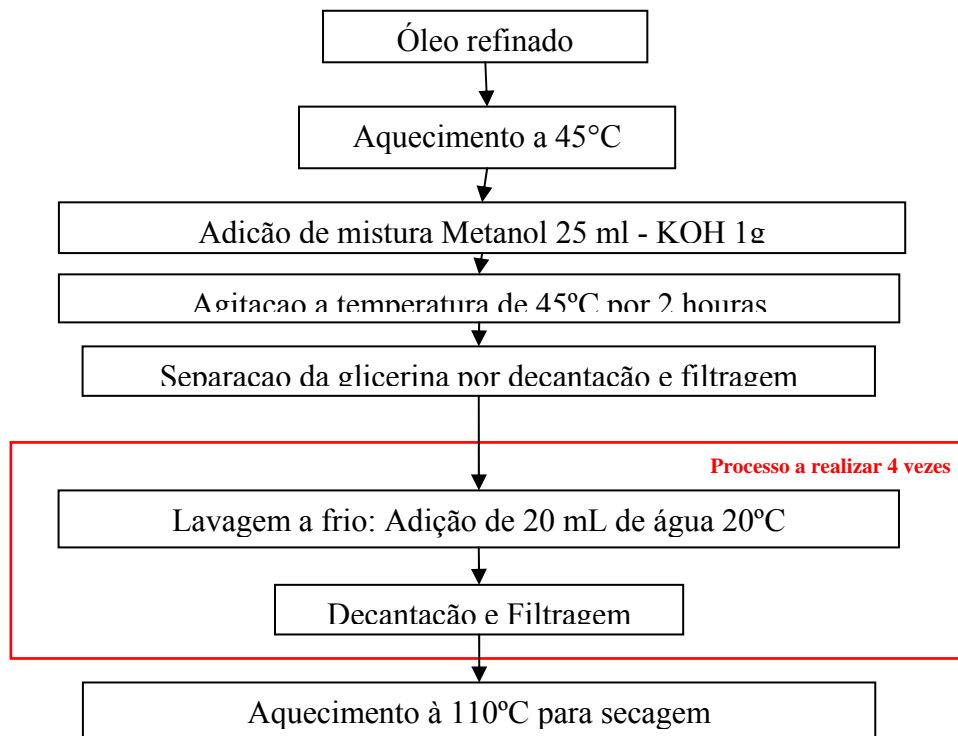 Óleo refinado
Aquecimento a 45°C
Adição de mistura Metanol 25 ml - KOH 1g
Agitacao a temperatura de 45ºC por 2 houras
Separacao da glicerina por decantação e filtragem
Processo a realizar 4 vezes
Lavagem a frio: Adição de 20 mL de água 20ºC
Decantação e Filtragem
Aquecimento à 110ºC para secagem